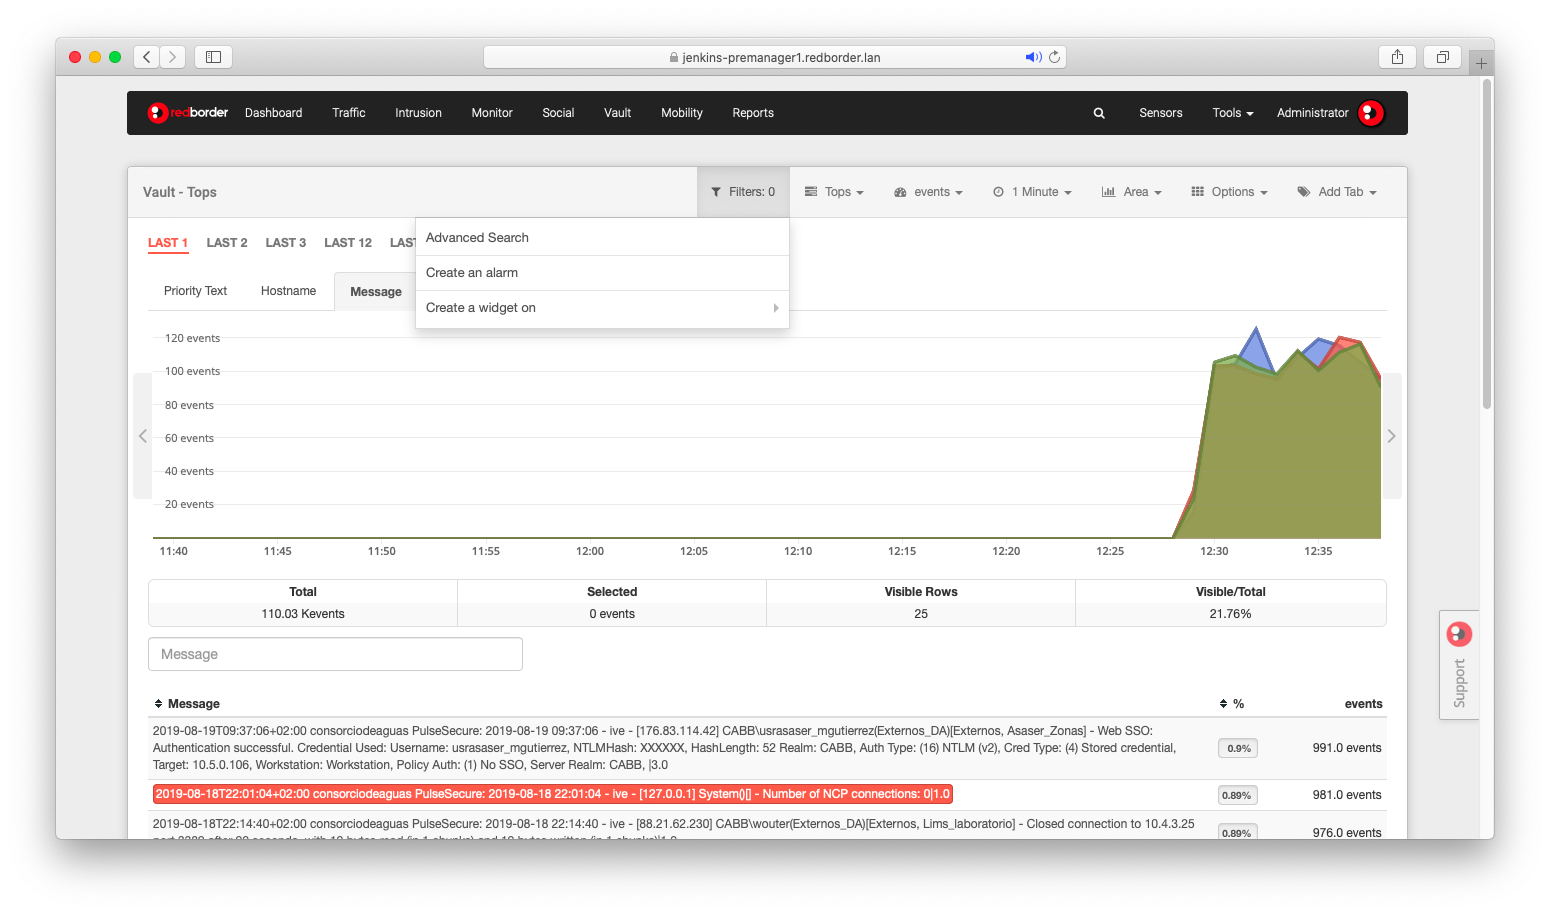 jenkins-premanager1.redborder.lan
redborder Dashboard Traffic Intrusion Monitor Social Vault Mobility Reports Sensors Tools Administrator
Vault - Tops Filters: 0 Tops events 1 Minute Area Options Add Tab
LAST 1 LAST 2 LAST 3 LAST 12 LAST
Advanced Search
Create an alarm
Create a widget on
Priority Text Hostname Message
120 events
100 events
80 events
60 events
40 events
20 events
11:40 11:45 11:50 11:55 12:00 12:05 12:10 12:15 12:20 12:25 12:30 12:35
Total Selected Visible Rows Visible/Total
110.03 Kevents 0 events 25 21.76%
Message
Support
Message % events
2019-08-19T09:37:06+02:00 consorciodeaguas PulseSecure: 2019-08-19 09:37:06 - ive - [176.83.114.42] CABB\usrasaser_mgutierrez(Externos_DA)[Externos, Asaser_Zonas] - Web SSO:
Authentication successful. Credential Used: Username: usrasaser_mgutierrez, NTLMHash: XXXXXX, HashLength: 52 Realm: CABB, Auth Type: (16) NTLM (v2), Cred Type: (4) Stored credential,
Target: 10.5.0.106, Workstation: Workstation, Policy Auth: (1) No SSO, Server Realm: CABB, |3.0
0.9% 991.0 events
2019-08-18T22:01:04+02:00 consorciodeaguas PulseSecure: 2019-08-18 22:01:04 - ive - [127.0.0.1] System()[] - Number of NCP connections: 0|1.0 0.89% 981.0 events
2019-08-18T22:14:40+02:00 consorciodeaguas PulseSecure: 2019-08-18 22:14:40 - ive - [88.21.62.230] CABB\wouter(Externos_DA)[Externos, Lims_laboratorio] - Closed connection to 10.4.3.25
0.89% 976.0 events